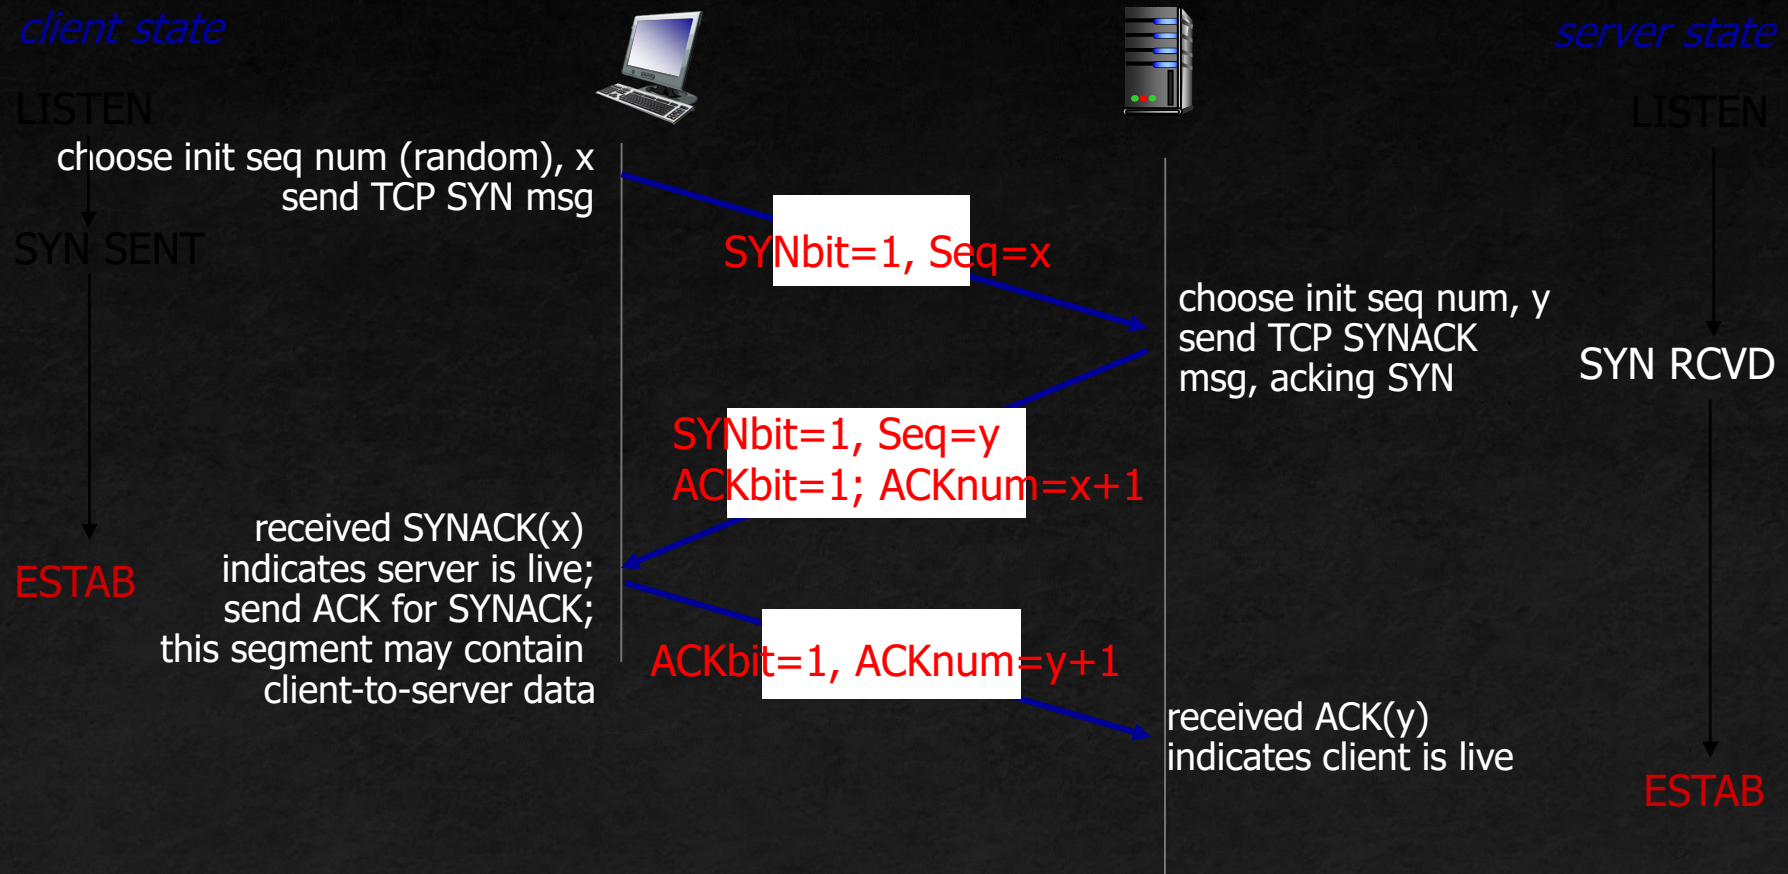 client state
server state
LISTEN
LISTEN
choose init seq num (random), x
send TCP SYN msg
SYN SENT
SYNbit=1, Seq=x
choose init seq num, y
send TCP SYNACK
msg, acking SYN
SYN RCVD
SYNbit=1, Seq=y
ACKbit=1; ACKnum=x+1
received SYNACK(x)
indicates server is live;
send ACK for SYNACK;
this segment may contain
client-to-server data
ESTAB
ACKbit=1, ACKnum=y+1
received ACK(y)
indicates client is live
ESTAB